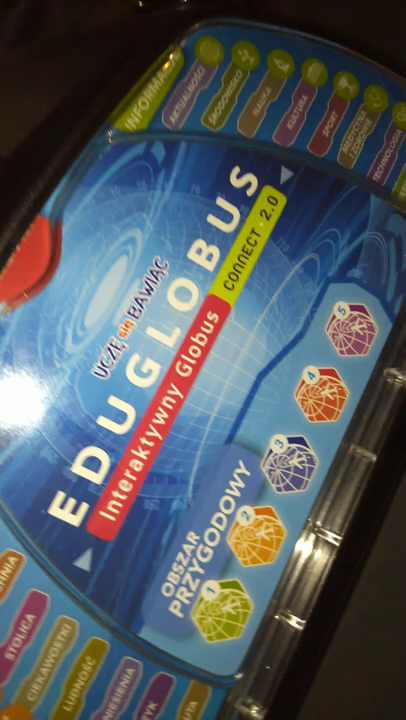 INFORMA
AKTUALNOŚCI
ŚRODOWISKO
NAUKA
KULTURA
SPORT
MEDYCYNA
I ZDROWIE
TECHNOLOGIA
UCZĘ się BAWIĄC
EDUGLOBUS
Interaktywny Globus CONNECT 2.0
OBSZAR
PRZYGODOWY
1
2
3
4
5
STOLICA
CIEKAWOSTKI
LUDNOŚĆ